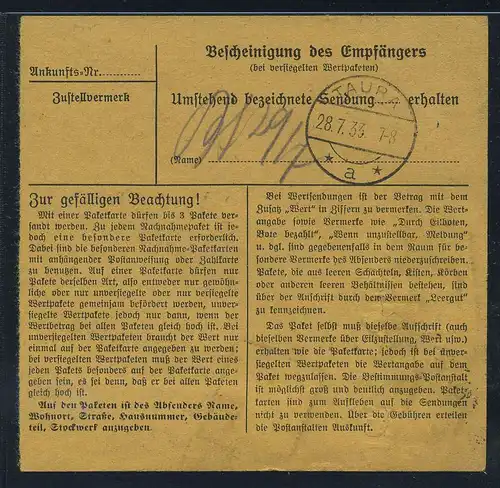 Bescheinigung des Empfängers
(bei versiegelten Wertpaketen)
Ankunfts-Nr.
Zustellvermerk
Umstehend bezeichnete Sendung erhalten
STAURA
28.7.33. 7-8
* a *
29/7
(Name)
Zur gefälligen Beachtung!
Mit einer Paketkarte dürfen bis 3 Pakete ver-
sandt werden. Zu jedem Nachnahmepaket ist je-
doch eine besondere Paketkarte erforderlich.
Dabei sind die besonderen Nachnahme-Paketkarten
mit anhängender Postanweisung oder Zahlkarte
zu benutzen. Auf einer Paketkarte dürfen nur
Pakete derselben Art, also entweder nur gewöhn-
liche oder nur unversiegelte oder nur versiegelte
Wertpakete gemeinsam befördert werden, unver-
siegelte jedoch nur dann, wenn der
Wertbetrag bei allen Paketen gleich hoch ist. Bei
unversiegelten Wertpaketen braucht der Wert nur
einmal auf der Paketkarte angegeben zu werden;
bei versiegelten Wertpaketen muß der Wert eines
jeden Pakets besonders auf der Paketkarte ange-
geben sein, es sei denn, daß er bei allen Paketen
gleich hoch ist.
Auf den Paketen ist des Absenders Name,
Wohnort, Straße, Hausnummer, Gebäude-
teil, Stockwerk anzugeben.
Bei Wertsendungen ist der Betrag mit dem
Zusatz „Wert" in Ziffern zu vermerken. Die Wert-
angabe sowie Vermerke wie „Durch Eilboten,
Bote bezahlt", „Wenn unzustellbar, Meldung"
u. dgl. sind gegebenenfalls in dem Raum für be-
sondere Vermerke des Absenders niederzuschreiben.
Pakete, die aus leeren Schachteln, Kisten, Körben
oder anderen leeren Behältnissen bestehen, sind
über der Anschrift durch den Vermerk „Leergut"
zu kennzeichnen.
Das Paket selbst muß dieselbe Aufschrift (auch
dieselben Vermerke über Eilzustellung, Wert usw.)
erhalten wie die Paketkarte; jedoch ist bei unver-
siegelten Wertpaketen die Wertangabe auf dem
Paket wegzulassen. Die Bestimmungs-Postanstalt
ist möglichst groß und deutlich anzugeben. Paket-
karten sind zum Aufkleben auf die Sendungen
nicht zu verwenden. Über die Gebühren erteilen
die Postanstalten Auskunft.